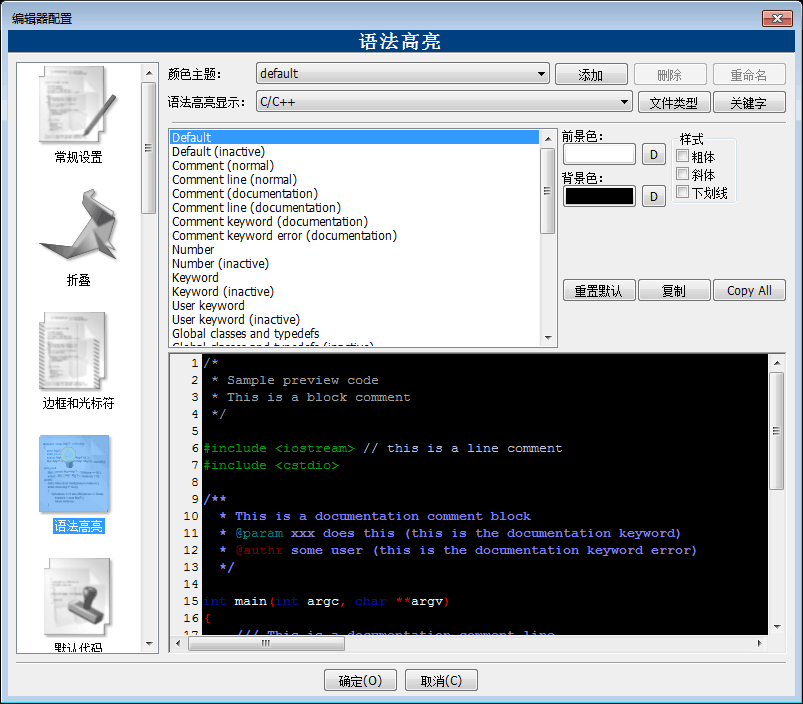 编辑器配置
语法高亮
常规设置
折叠
边框和光标符
语法高亮
默认代码
颜色主题:
default
添加
删除
重命名
语法高亮显示:
C/C++
文件类型
关键字
Default
Default (inactive)
Comment (normal)
Comment line (normal)
Comment (documentation)
Comment line (documentation)
Comment keyword (documentation)
Comment keyword error (documentation)
Number
Number (inactive)
Keyword
Keyword (inactive)
User keyword
User keyword (inactive)
Global classes and typedefs
Global classes and typedefs (inactive)
前景色:
D
背景色:
D
样式
粗体
斜体
下划线
重置默认
复制
Copy All
1 /*
2 * Sample preview code
3 * This is a block comment
4 */
5
6 #include <iostream> // this is a line comment
7 #include <cstdio>
8
9 /**
10 * This is a documentation comment block
11 * @param xxx does this (this is the documentation keyword)
12 * @authr some user (this is the documentation keyword error)
13 */
14
15 int main(int argc, char **argv)
16 {
17 /// This is a documentation comment line
确定(O)
取消(C)